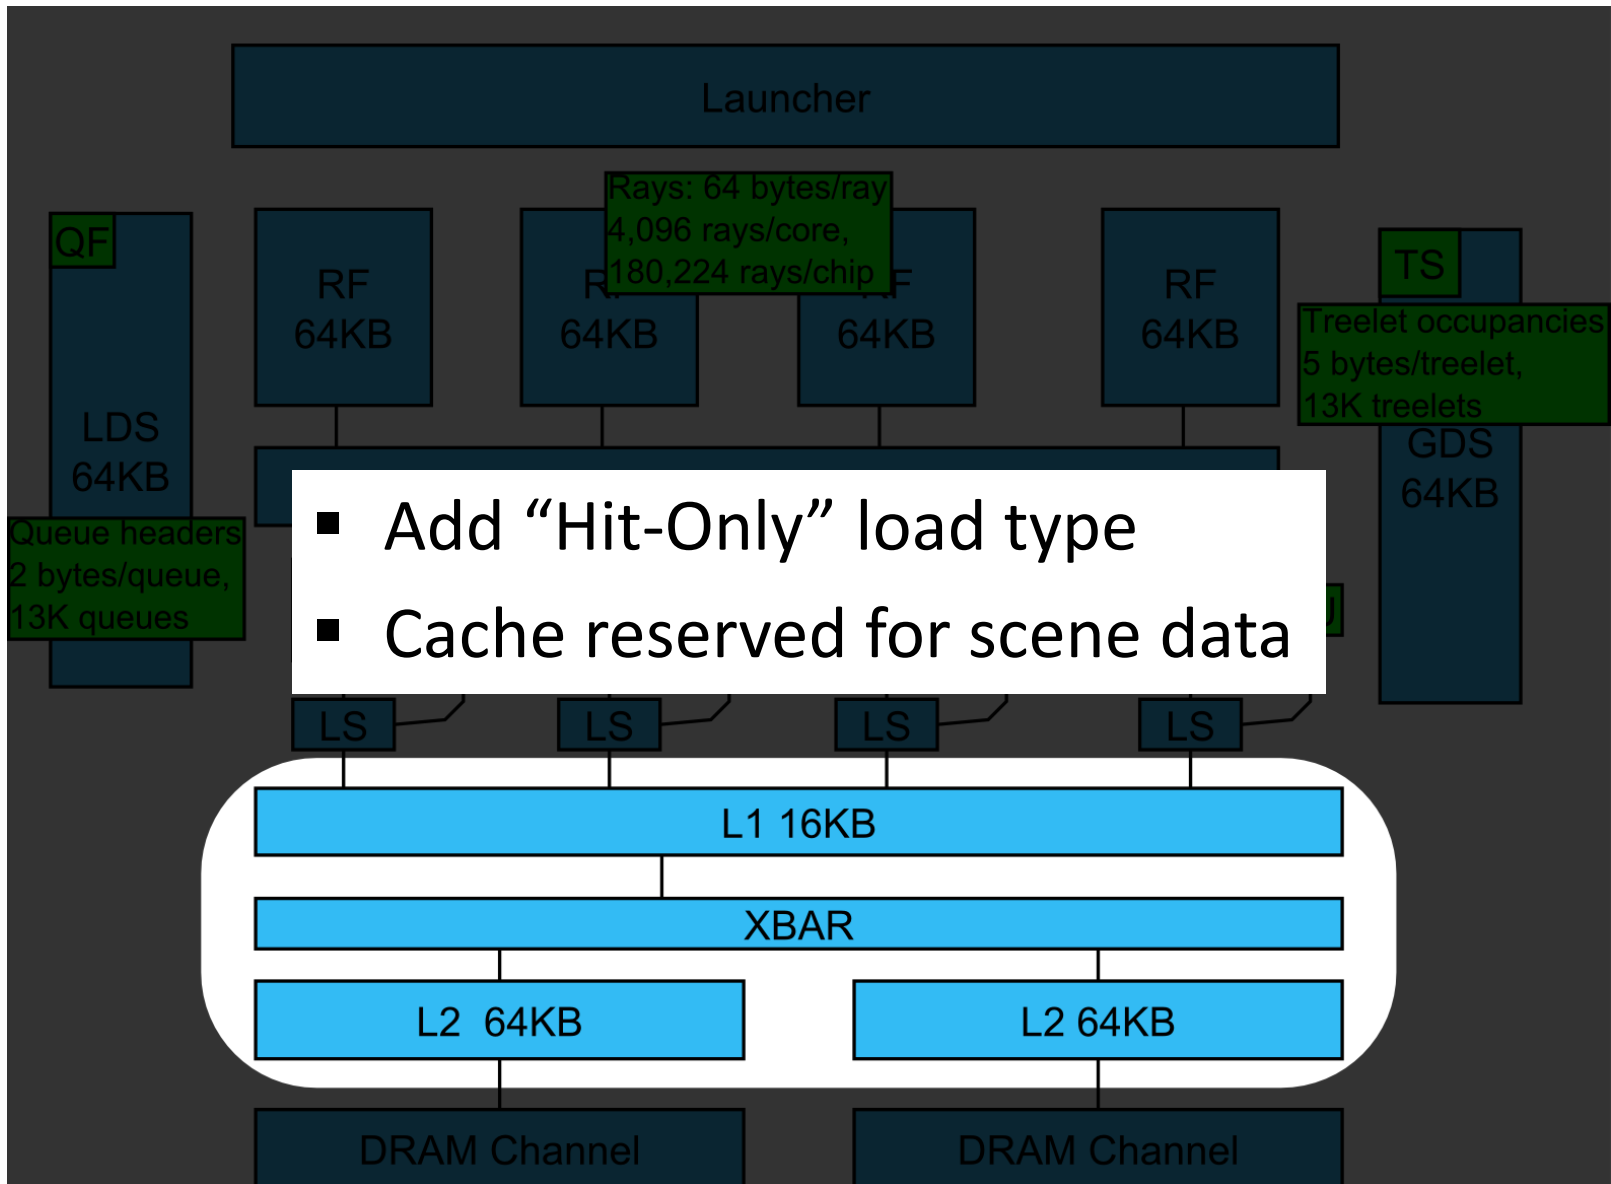 Launcher
Rays: 64 bytes/ray
4,096 rays/core,
180,224 rays/chip
QF
RF
64KB
64KB
RF
64KB
RF
64KB
TS
Treelet occupancies
5 bytes/treelet,
13K treelets
LDS
64KB
GDS
64KB
Queue headers
2 bytes/queue,
13K queues
▪ Add “Hit-Only” load type
▪ Cache reserved for scene data
LS
LS
LS
LS
L1 16KB
XBAR
L2 64KB
L2 64KB
DRAM Channel
DRAM Channel